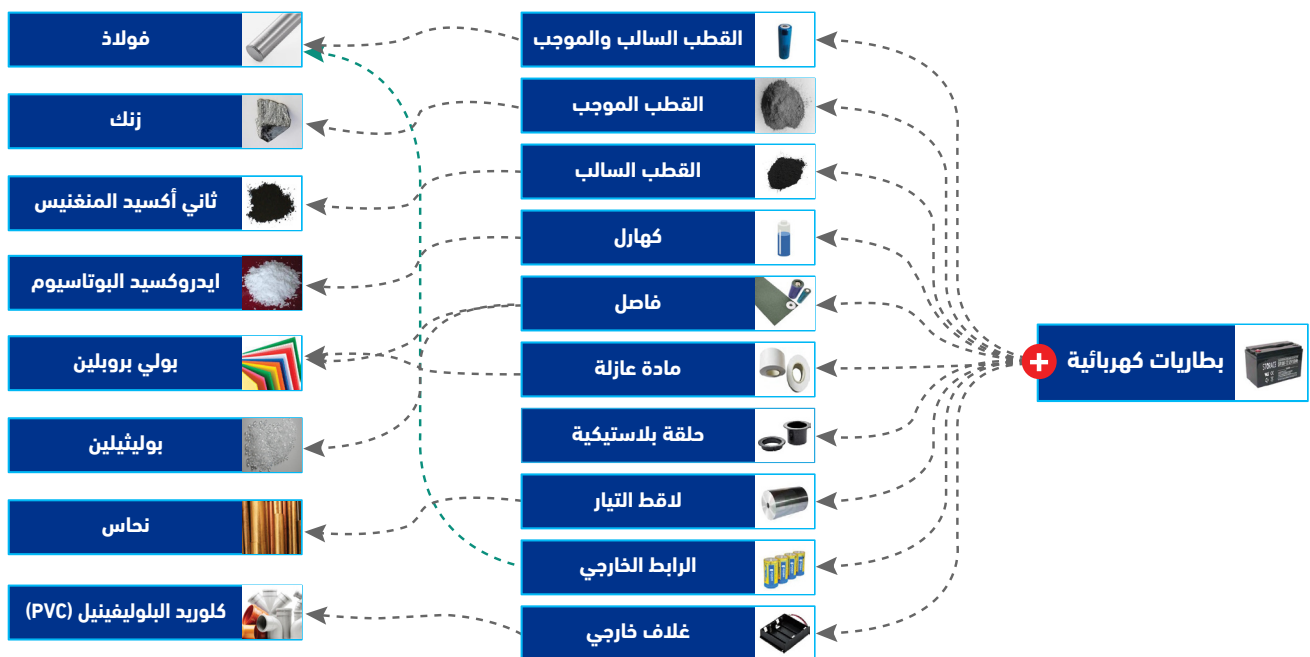 بطاريات كهربائية
القطب السالب والموجب
القطب الموجب
القطب السالب
كهارل
فاصل
مادة عازلة
حلقة بلاستيكية
لاقط التيار
الرابط الخارجي
غلاف خارجي
فولاذ
زنك
ثاني أكسيد المنغنيس
ايدروكسيد البوتاسيوم
بولي بروبلين
بوليثيلين
نحاس
كلوريد البلوليفينيل (PVC)